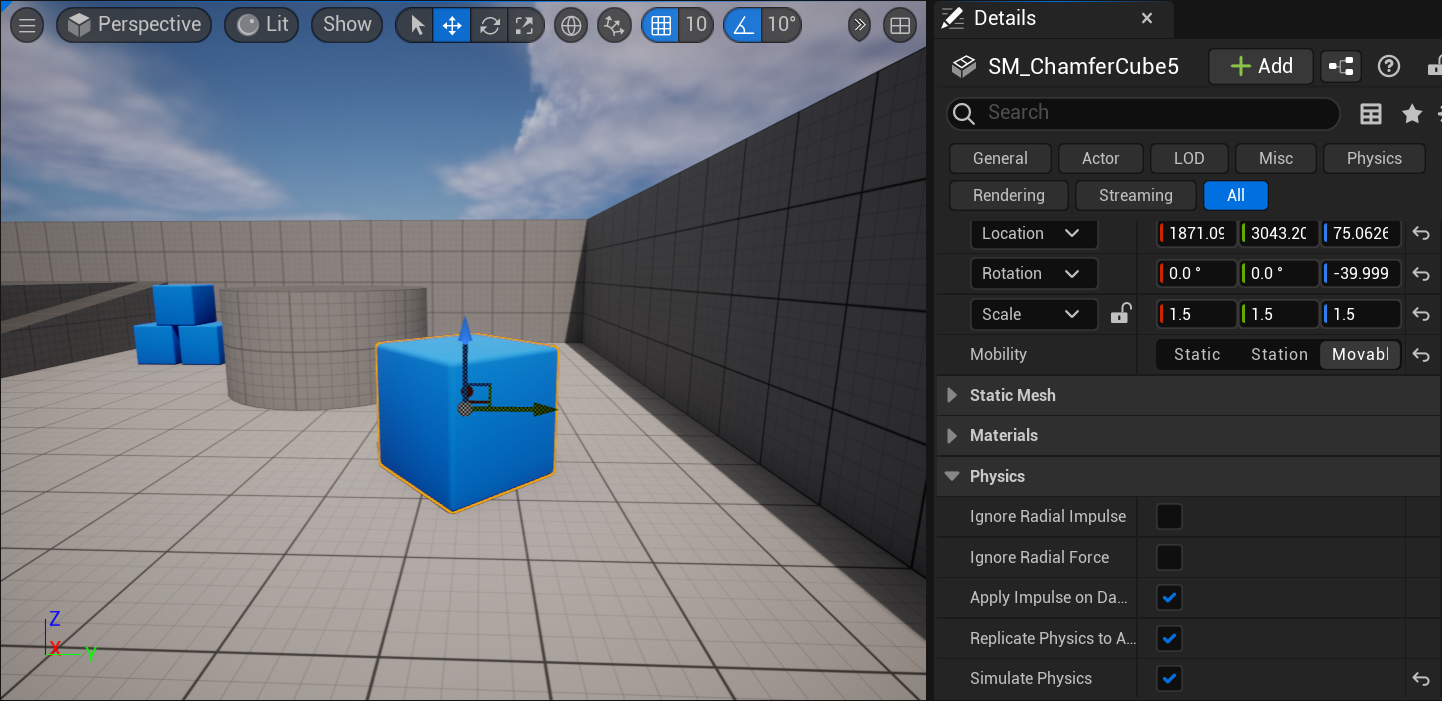 Perspective Lit Show 10 10°
Details
SM_ChamferCube5 Add
Search
General Actor LOD Misc Physics
Rendering Streaming All
Location 1871.09 3043.20 75.0626
Rotation 0.0 ° 0.0 ° -39.999
Scale 1.5 1.5 1.5
Mobility Static Station Movabl
Static Mesh
Materials
Physics
Ignore Radial Impulse
Ignore Radial Force
Apply Impulse on Da...
Replicate Physics to A...
Simulate Physics
Z
X
Y